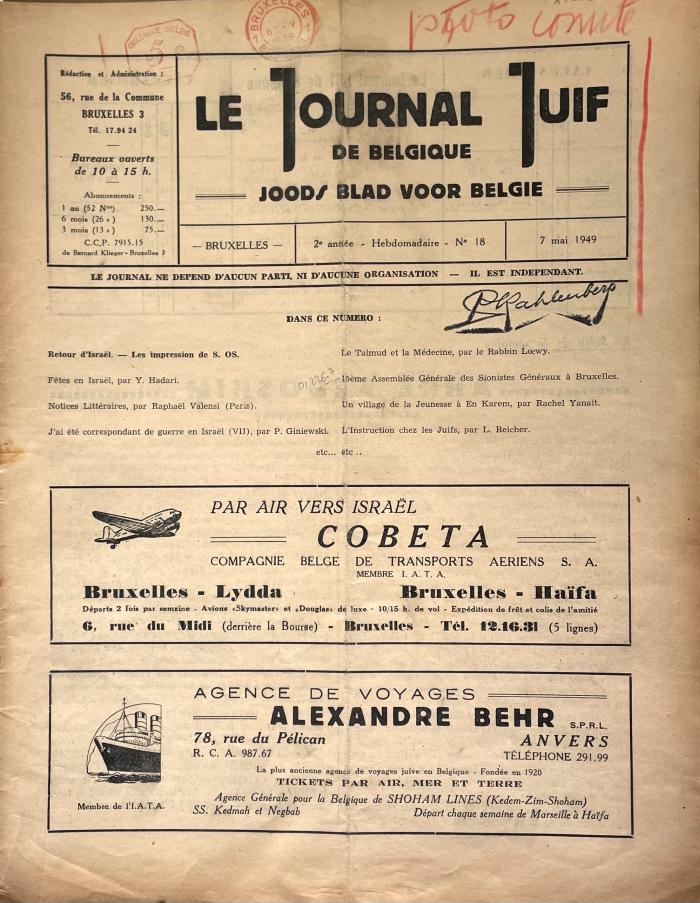 photo comité
BELGIQUE-BELGIE
5
BRUXELLES
Rédaction et Administration :
56, rue de la Commune
BRUXELLES 3
Tél. 17.94 24
Bureaux ouverts
de 10 à 15 h.
Abonnements :
1 an (52 Nos) 250.—
6 mois (26 » ) 130.—
3 mois (13 » ) 75.—
C.C.P. 7915.15
de Bernard Klieger - Bruxelles 3
LE JOURNAL JUIF
DE BELGIQUE
JOODS BLAD VOOR BELGIE
— BRUXELLES —
2e année - Hebdomadaire - No 18
7 mai 1949
LE JOURNAL NE DEPEND D'AUCUN PARTI, NI D'AUCUNE ORGANISATION — IL EST INDEPENDANT.
P. Kahlenberg
DANS CE NUMERO :
Retour d'Israël. — Les impression de S. OS.
Fêtes en Israël, par Y. Hadari.
Notices Littéraires, par Raphaël Valensi (Peris).
J'ai été correspondant de guerre en Israël (VII), par P. Giniewski.
Le Talmud et la Médecine, par le Rabbin Lœwy.
15ème Assemblée Générale des Sionistes Généraux à Bruxelles.
Un village de la Jeunesse à En Karem, par Rachel Yanait.
L'Instruction chez les Juifs, par L. Reicher.
etc... etc ..
PAR AIR VERS ISRAËL
COBETA
COMPAGNIE BELGE DE TRANSPORTS AERIENS S. A.
MEMBRE I. A. T. A.
Bruxelles - Lydda Bruxelles - Haïfa
Départs 2 fois par semaine - Avions «Skymaster» et «Douglas» de luxe - 10/15 h. de vol - Expédition de frêt et colis de l'amitié
6, rue du Midi (derrière la Bourse) - Bruxelles - Tél. 12.16.31 (5 lignes)
AGENCE DE VOYAGES
ALEXANDRE BEHR S.P.R.L.
78, rue du Pélican ANVERS
R. C. A. 987.67 TÉLÉPHONE 291.99
La plus ancienne agence de voyages juive en Belgique - Fondée en 1920
TICKETS PAR AIR, MER ET TERRE
Agence Générale pour la Belgique de SHOHAM LINES (Kedem-Zim-Shoham)
SS. Kedmah et Negbah Départ chaque semaine de Marseille à Haïfa
Membre de l'I.A.T.A.